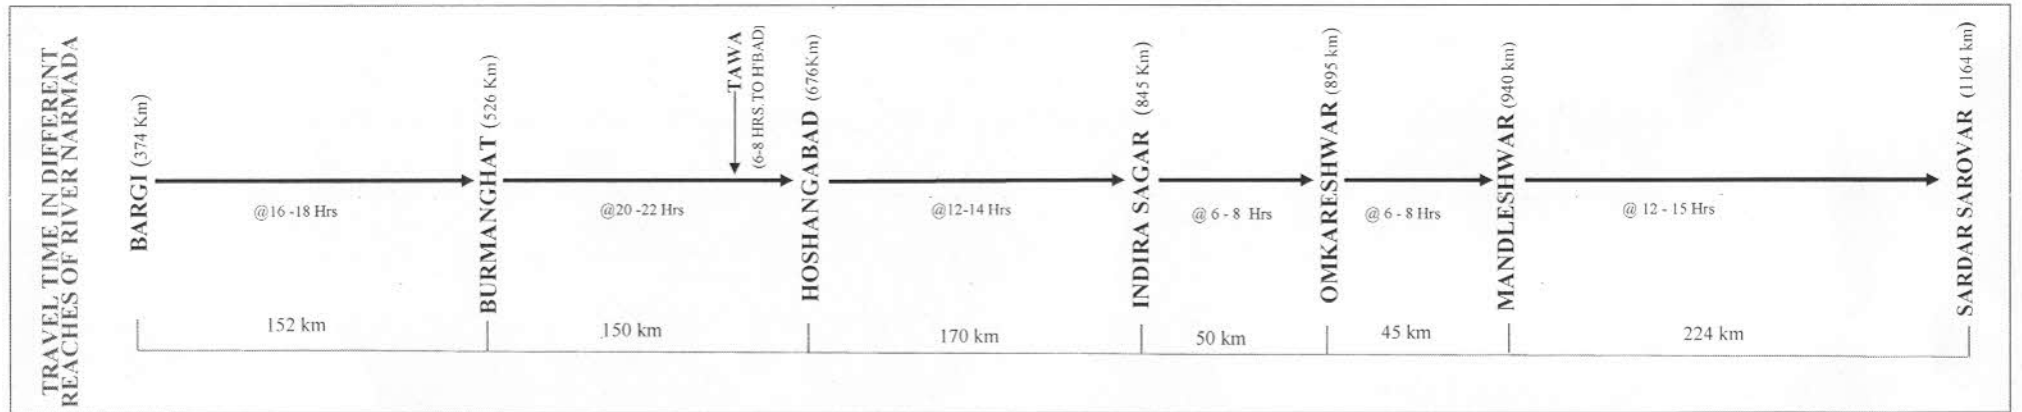 TRAVEL TIME IN DIFFERENT
REACHES OF RIVER NARMADA
BARGI (374 Km)
@16 -18 Hrs
BURMANGHAT (526 Km)
@20 -22 Hrs
TAWA
(6-8 HRS.TO H'BAD)
HOSHANGABAD (676Km)
@12-14 Hrs
INDIRA SAGAR (845 Km)
@ 6 - 8 Hrs
OMKARESHWAR (895 km)
@ 6 - 8 Hrs
MANDLESHWAR (940 km)
@ 12 - 15 Hrs
SARDAR SAROVAR (1164 km)
152 km
150 km
170 km
50 km
45 km
224 km